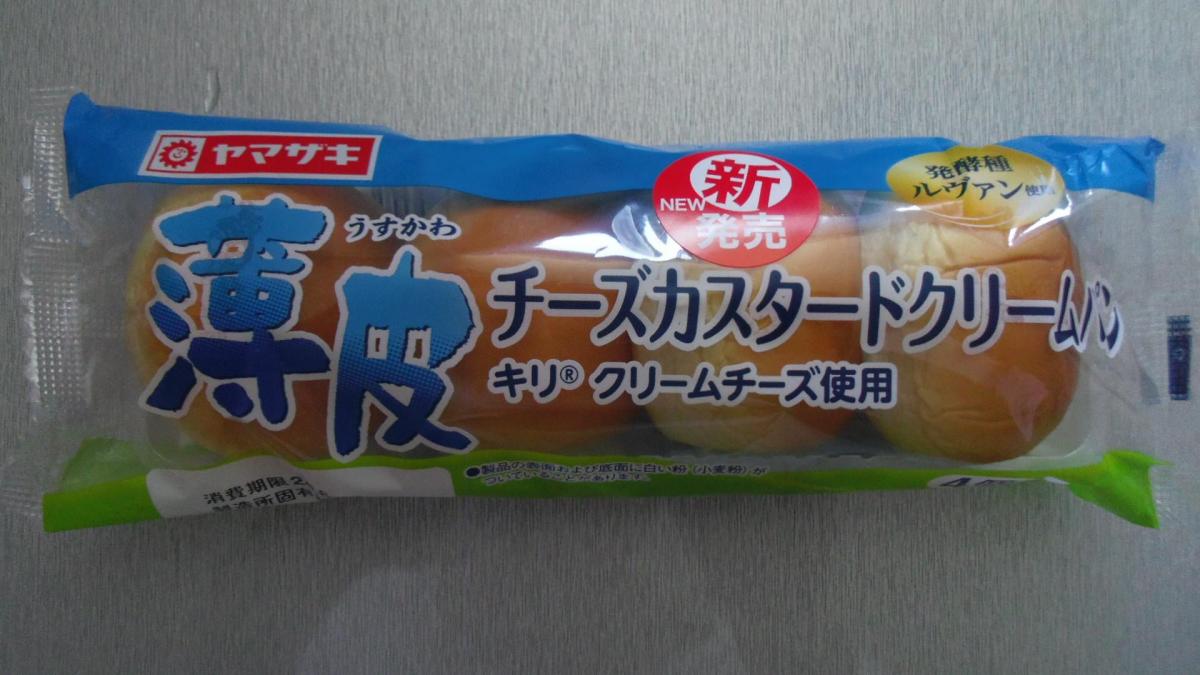 ヤマザキ
新
NEW
発売
発酵種
ルヴァン使用
うすかわ
薄皮
チーズカスタードクリームパン
キリ® クリームチーズ使用
●製品の表面および底面に白い粉(小麦粉)が
ついていることがあります。
消費期限
製造所固有